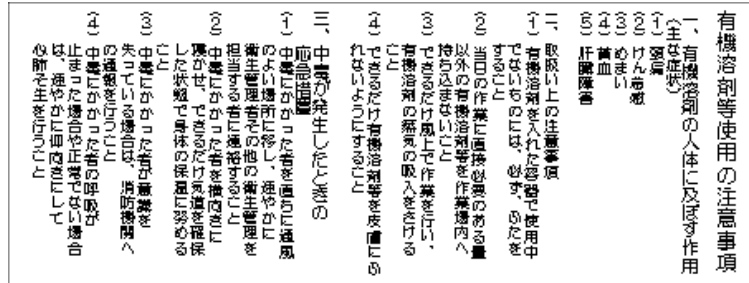 有機溶剤等使用の注意事項
一、有機溶剤の人体に及ぼす作用
(主な症状)
(1) 頭痛
(2) けん怠感
(3) めまい
(4) 貧血
(5) 肝臓障害
二、取扱い上の注意事項
(1) 有機溶剤を入れた容器で使用中
でないものには、必ず、ふたを
すること
(2) 当日の作業に直接必要のある量
以外の有機溶剤等を作業場内へ
持ち込まないこと
(3) できるだけ風上で作業を行い、
有機溶剤の蒸気の吸入をさける
こと
(4) できるだけ有機溶剤等を皮膚にふ
れないようにすること
三、中毒が発生したときの
応急措置
(1) 中毒にかかった者を直ちに通風
のよい場所に移し、速やかに
衛生管理者その他の衛生管理を
担当する者に連絡すること
(2) 中毒にかかった者を横向きに
寝かせ、できるだけ気道を確保
した状態で身体の保温に努める
こと
(3) 中毒にかかった者が意識を
失っている場合は、消防機関へ
の通報を行うこと
(4) 中毒にかかった者の呼吸が
止まった場合や正常でない場合
は、速やかに仰向きにして
心肺そ生を行うこと